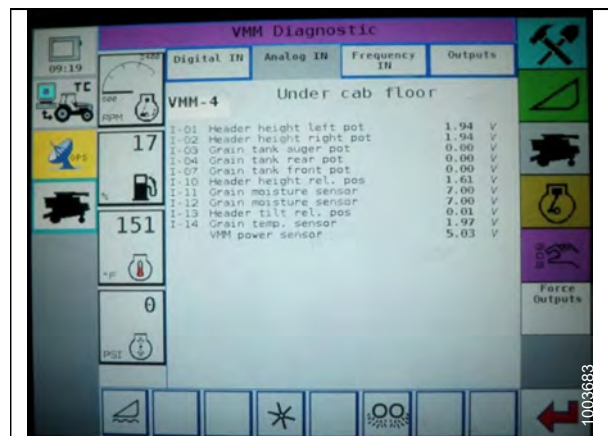 VMM Diagnostic
09:19
TC
GPS
2400
600
RPM
17
%
151
°F
0
PSI
Digital IN
Analog IN
Frequency
IN
Outputs
VMM-4
Under cab floor
I-01 Header height left pot 1.94 V
I-02 Header height right pot 1.94 V
I-03 Grain tank auger pot 0.00 V
I-04 Grain tank rear pot 0.00 V
I-07 Grain tank front pot 0.00 V
I-10 Header height rel. pos 1.61 V
I-11 Grain moisture sensor 7.00 V
I-12 Grain moisture sensor 7.00 V
I-13 Header tilt rel. pos 0.01 V
I-14 Grain temp. sensor 1.97 V
VMM power sensor 5.03 V
Force
Outputs
1003683